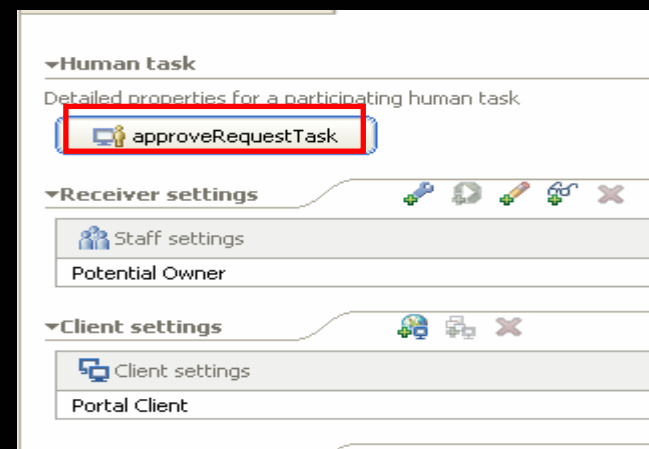 Human task
Detailed properties for a participating human task
approveRequestTask
Receiver settings
Staff settings
Potential Owner
Client settings
Client settings
Portal Client